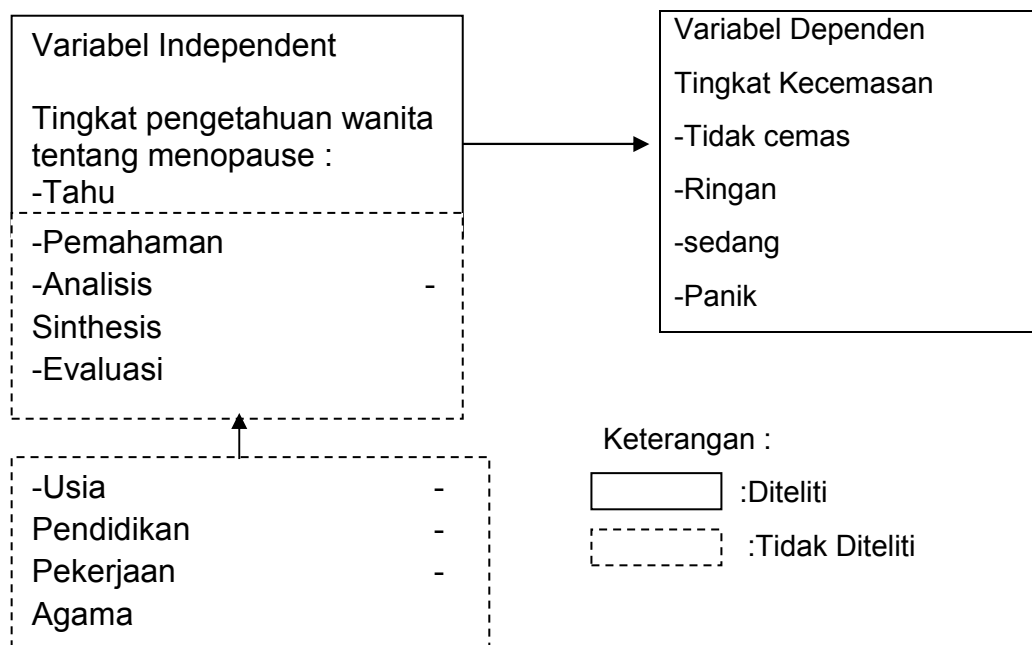 Variabel Independent
Tingkat pengetahuan wanita
tentang menopause :
-Tahu
-Pemahaman
-Analisis -
Sinthesis
-Evaluasi
-Usia -
Pendidikan -
Pekerjaan -
Agama
Variabel Dependen
Tingkat Kecemasan
-Tidak cemas
-Ringan
-sedang
-Panik
Keterangan :
:Diteliti
:Tidak Diteliti